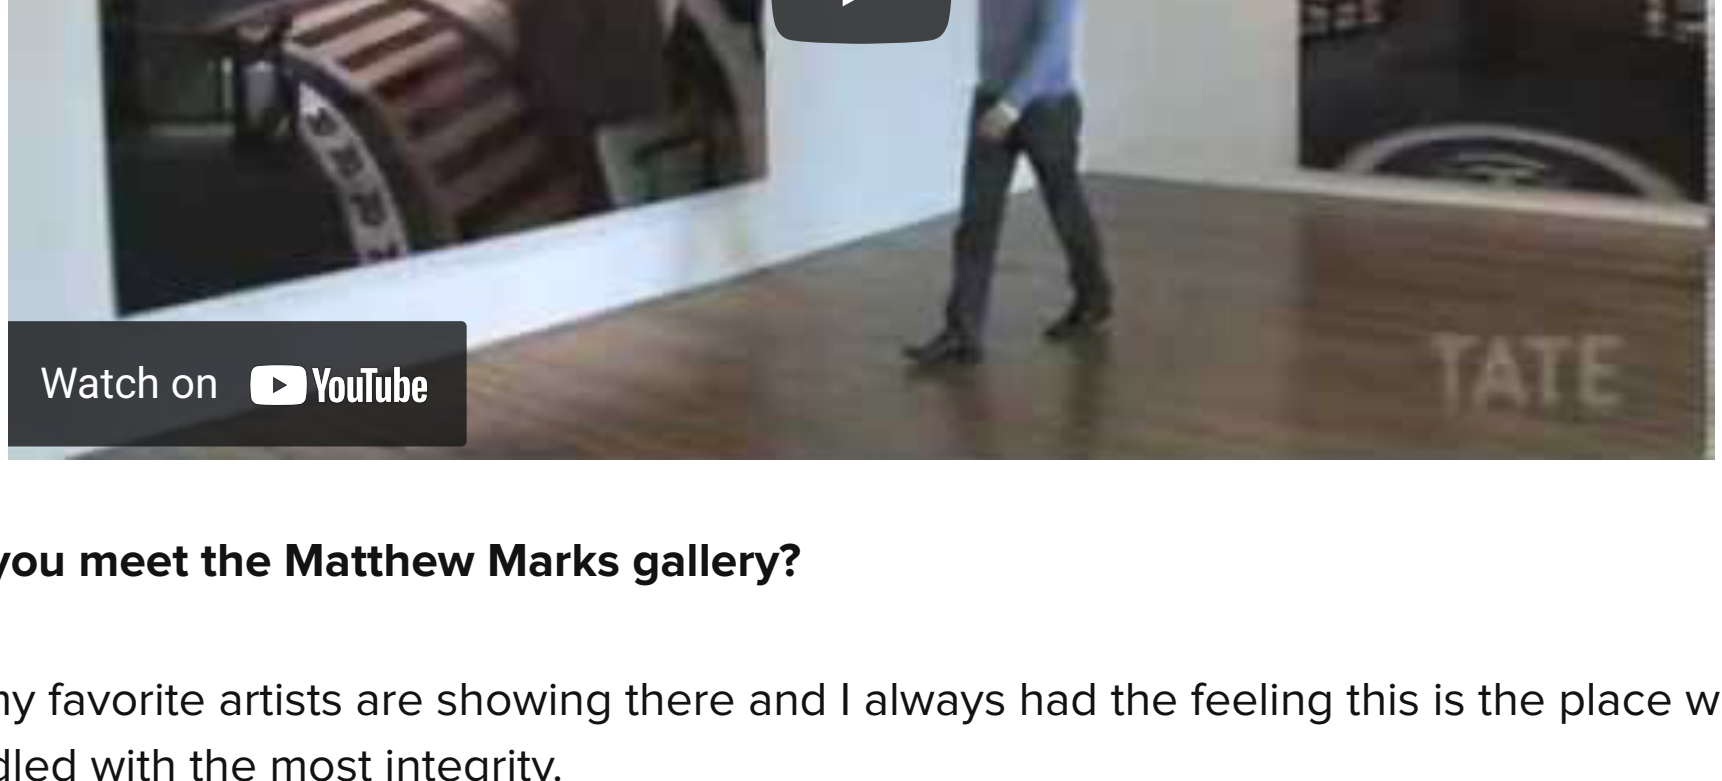 Watch on YouTube
TATE
you meet the Matthew Marks gallery?
ny favorite artists are showing there and I always had the feeling this is the place w
dled with the most integrity.